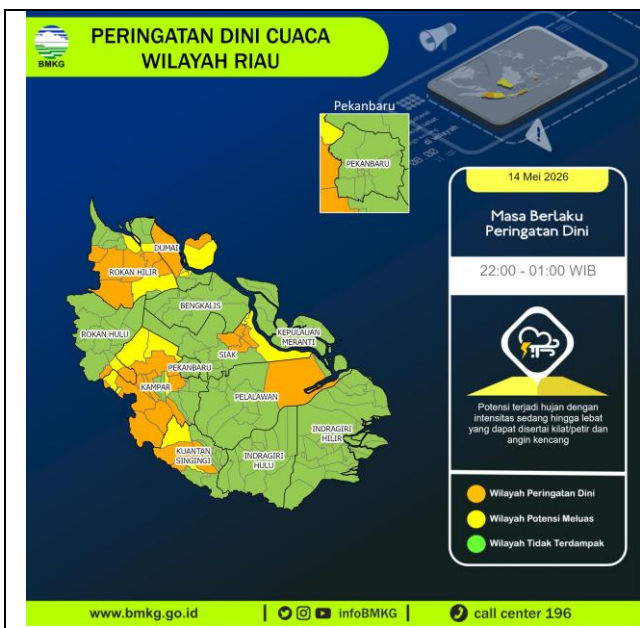 BMKG
PERINGATAN DINI CUACA
WILAYAH RIAU
Pekanbaru
PEKANBARU
14 Mei 2026
Masa Berlaku
Peringatan Dini
22:00 - 01:00 WIB
Potensi terjadi hujan dengan
intensitas sedang hingga lebat
yang dapat disertai kilat/petir dan
angin kencang
Wilayah Peringatan Dini
Wilayah Potensi Meluas
Wilayah Tidak Terdampak
DUMAI
ROKAN HILIR
BENGKALIS
ROKAN HULU
KEPULAUAN
MERANTI
SIAK
PEKANBARU
KAMPAR
PELALAWAN
INDRAGIRI
HILIR
KUANTAN
SINGINGI
INDRAGIRI
HULU
www.bmkg.go.id
infoBMKG
call center 196